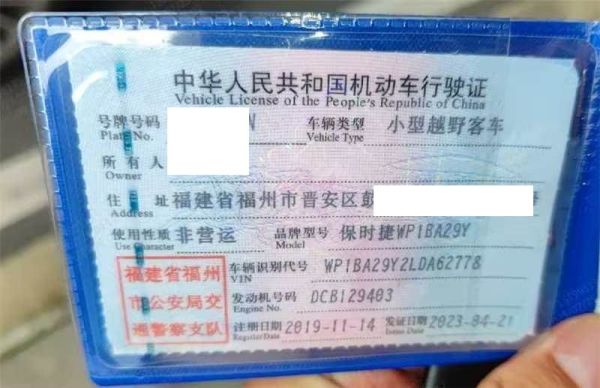 中华人民共和国机动车行驶证
Vehicle License of the People's Republic of China
号牌号码 N 车辆类型 小型越野客车
Plate No. Vehicle Type
所有人
Owner
住址 福建省福州市晋安区
Address
使用性质 非营运 品牌型号 保时捷WP1BA29Y
Use Character Model
福建省福州市公安局交通警察支队
车辆识别代号 WP1BA29Y2LDA62778
VIN
发动机号码 DCB129403
Engine No.
注册日期 2019-11-14 发证日期 2023-04-21
Register Date Issue Date